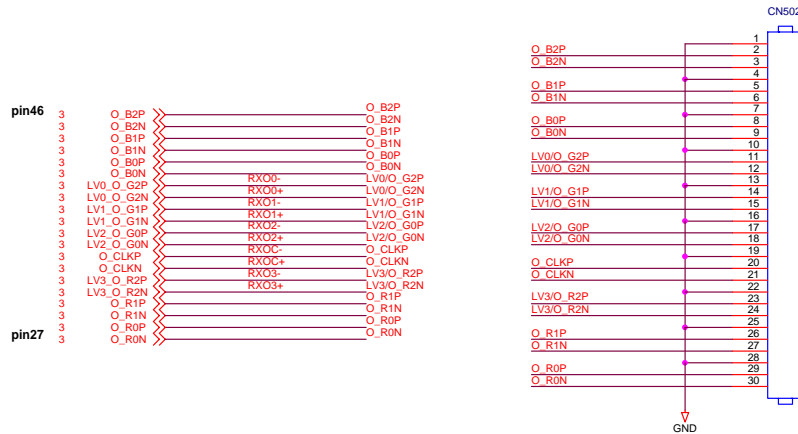 CN502
pin46 3 O_B2P O_B2P
3 O_B2N O_B2N
3 O_B1P O_B1P
3 O_B1N O_B1N
3 O_B0P O_B0P
3 O_B0N O_B0N
3 LV0_O_G2P RXO0- LV0/O_G2P
3 LV0_O_G2N RXO0+ LV0/O_G2N
3 LV1_O_G1P RXO1- LV1/O_G1P
3 LV1_O_G1N RXO1+ LV1/O_G1N
3 LV2_O_G0P RXO2- LV2/O_G0P
3 LV2_O_G0N RXO2+ LV2/O_G0N
3 O_CLKP RXOC- O_CLKP
3 O_CLKN RXOC+ O_CLKN
3 LV3_O_R2P RXO3- LV3/O_R2P
3 LV3_O_R2N RXO3+ LV3/O_R2N
3 O_R1P O_R1P
3 O_R1N O_R1N
3 O_R0P O_R0P
pin27 3 O_R0N O_R0N
1
O_B2P 2
O_B2N 3
4
O_B1P 5
O_B1N 6
7
O_B0P 8
O_B0N 9
10
LV0/O_G2P 11
LV0/O_G2N 12
13
LV1/O_G1P 14
LV1/O_G1N 15
16
LV2/O_G0P 17
LV2/O_G0N 18
19
O_CLKP 20
O_CLKN 21
22
LV3/O_R2P 23
LV3/O_R2N 24
25
O_R1P 26
O_R1N 27
28
O_R0P 29
O_R0N 30
GND